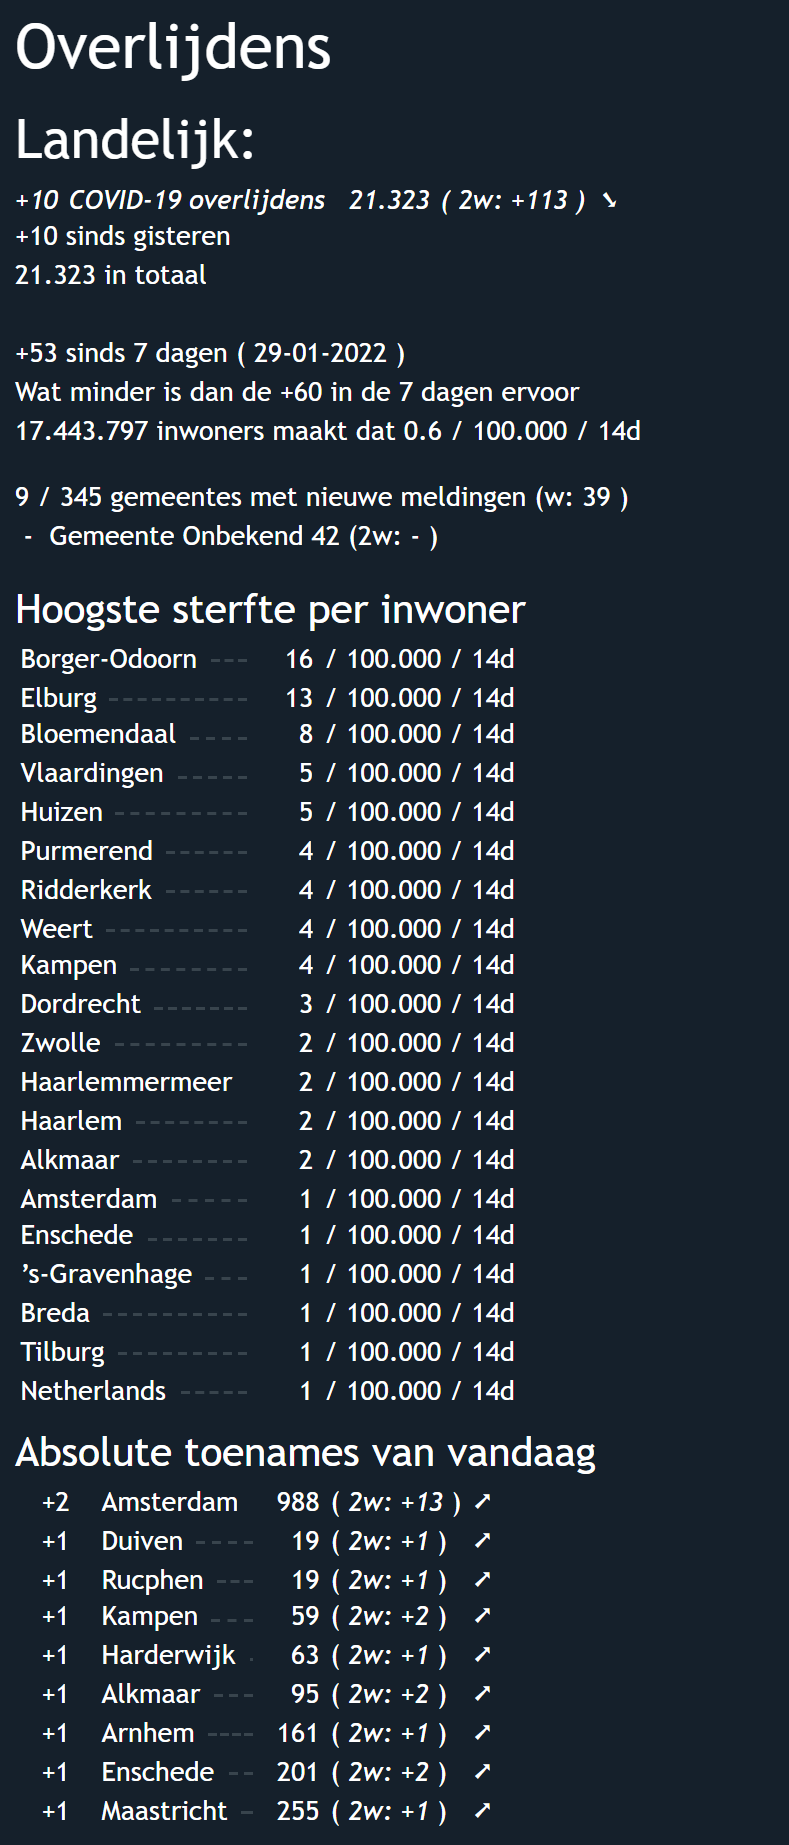 Overlijdens
Landelijk:
+10 COVID-19 overlijdens 21.323 ( 2w: +113 ) ➘
+10 sinds gisteren
21.323 in totaal
+53 sinds 7 dagen ( 29-01-2022 )
Wat minder is dan de +60 in de 7 dagen ervoor
17.443.797 inwoners maakt dat 0.6 / 100.000 / 14d
9 / 345 gemeentes met nieuwe meldingen (w: 39 )
- Gemeente Onbekend 42 (2w: - )
Hoogste sterfte per inwoner
Borger-Odoorn --- 16 / 100.000 / 14d
Elburg ---------- 13 / 100.000 / 14d
Bloemendaal ---- 8 / 100.000 / 14d
Vlaardingen ----- 5 / 100.000 / 14d
Huizen ---------- 5 / 100.000 / 14d
Purmerend ------ 4 / 100.000 / 14d
Ridderkerk ------ 4 / 100.000 / 14d
Weert ---------- 4 / 100.000 / 14d
Kampen -------- 4 / 100.000 / 14d
Dordrecht ------- 3 / 100.000 / 14d
Zwolle ---------- 2 / 100.000 / 14d
Haarlemmermeer 2 / 100.000 / 14d
Haarlem -------- 2 / 100.000 / 14d
Alkmaar -------- 2 / 100.000 / 14d
Amsterdam ----- 1 / 100.000 / 14d
Enschede ------- 1 / 100.000 / 14d
’s-Gravenhage --- 1 / 100.000 / 14d
Breda ---------- 1 / 100.000 / 14d
Tilburg --------- 1 / 100.000 / 14d
Netherlands ----- 1 / 100.000 / 14d
Absolute toenames van vandaag
+2 Amsterdam 988 ( 2w: +13 ) ➚
+1 Duiven ---- 19 ( 2w: +1 ) ➚
+1 Rucphen --- 19 ( 2w: +1 ) ➚
+1 Kampen --- 59 ( 2w: +2 ) ➚
+1 Harderwijk . 63 ( 2w: +1 ) ➚
+1 Alkmaar --- 95 ( 2w: +2 ) ➚
+1 Arnhem ---- 161 ( 2w: +1 ) ➚
+1 Enschede -- 201 ( 2w: +2 ) ➚
+1 Maastricht - 255 ( 2w: +1 ) ➚